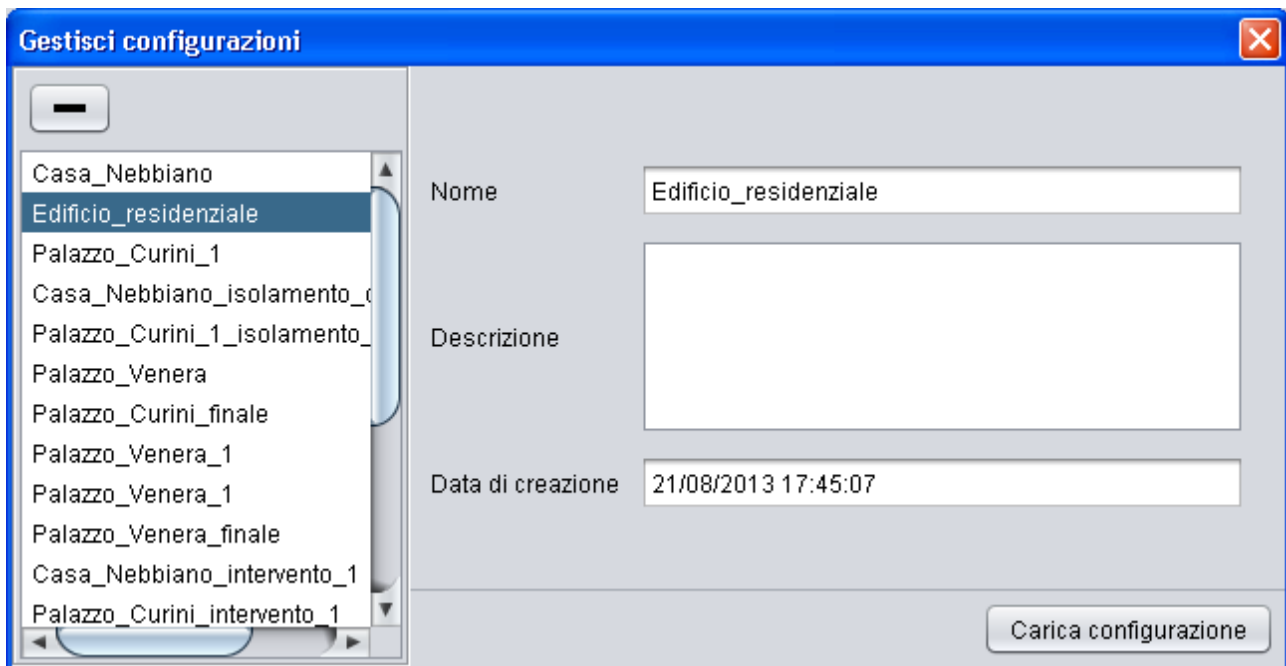 Gestisci configurazioni
Casa_Nebbiano
Edificio_residenziale
Palazzo_Curini_1
Casa_Nebbiano_isolamento_
Palazzo_Curini_1_isolamento_
Palazzo_Venera
Palazzo_Curini_finale
Palazzo_Venera_1
Palazzo_Venera_1
Palazzo_Venera_finale
Casa_Nebbiano_intervento_1
Palazzo_Curini_intervento_1
Nome
Edificio_residenziale
Descrizione
Data di creazione
21/08/2013 17:45:07
Carica configurazione